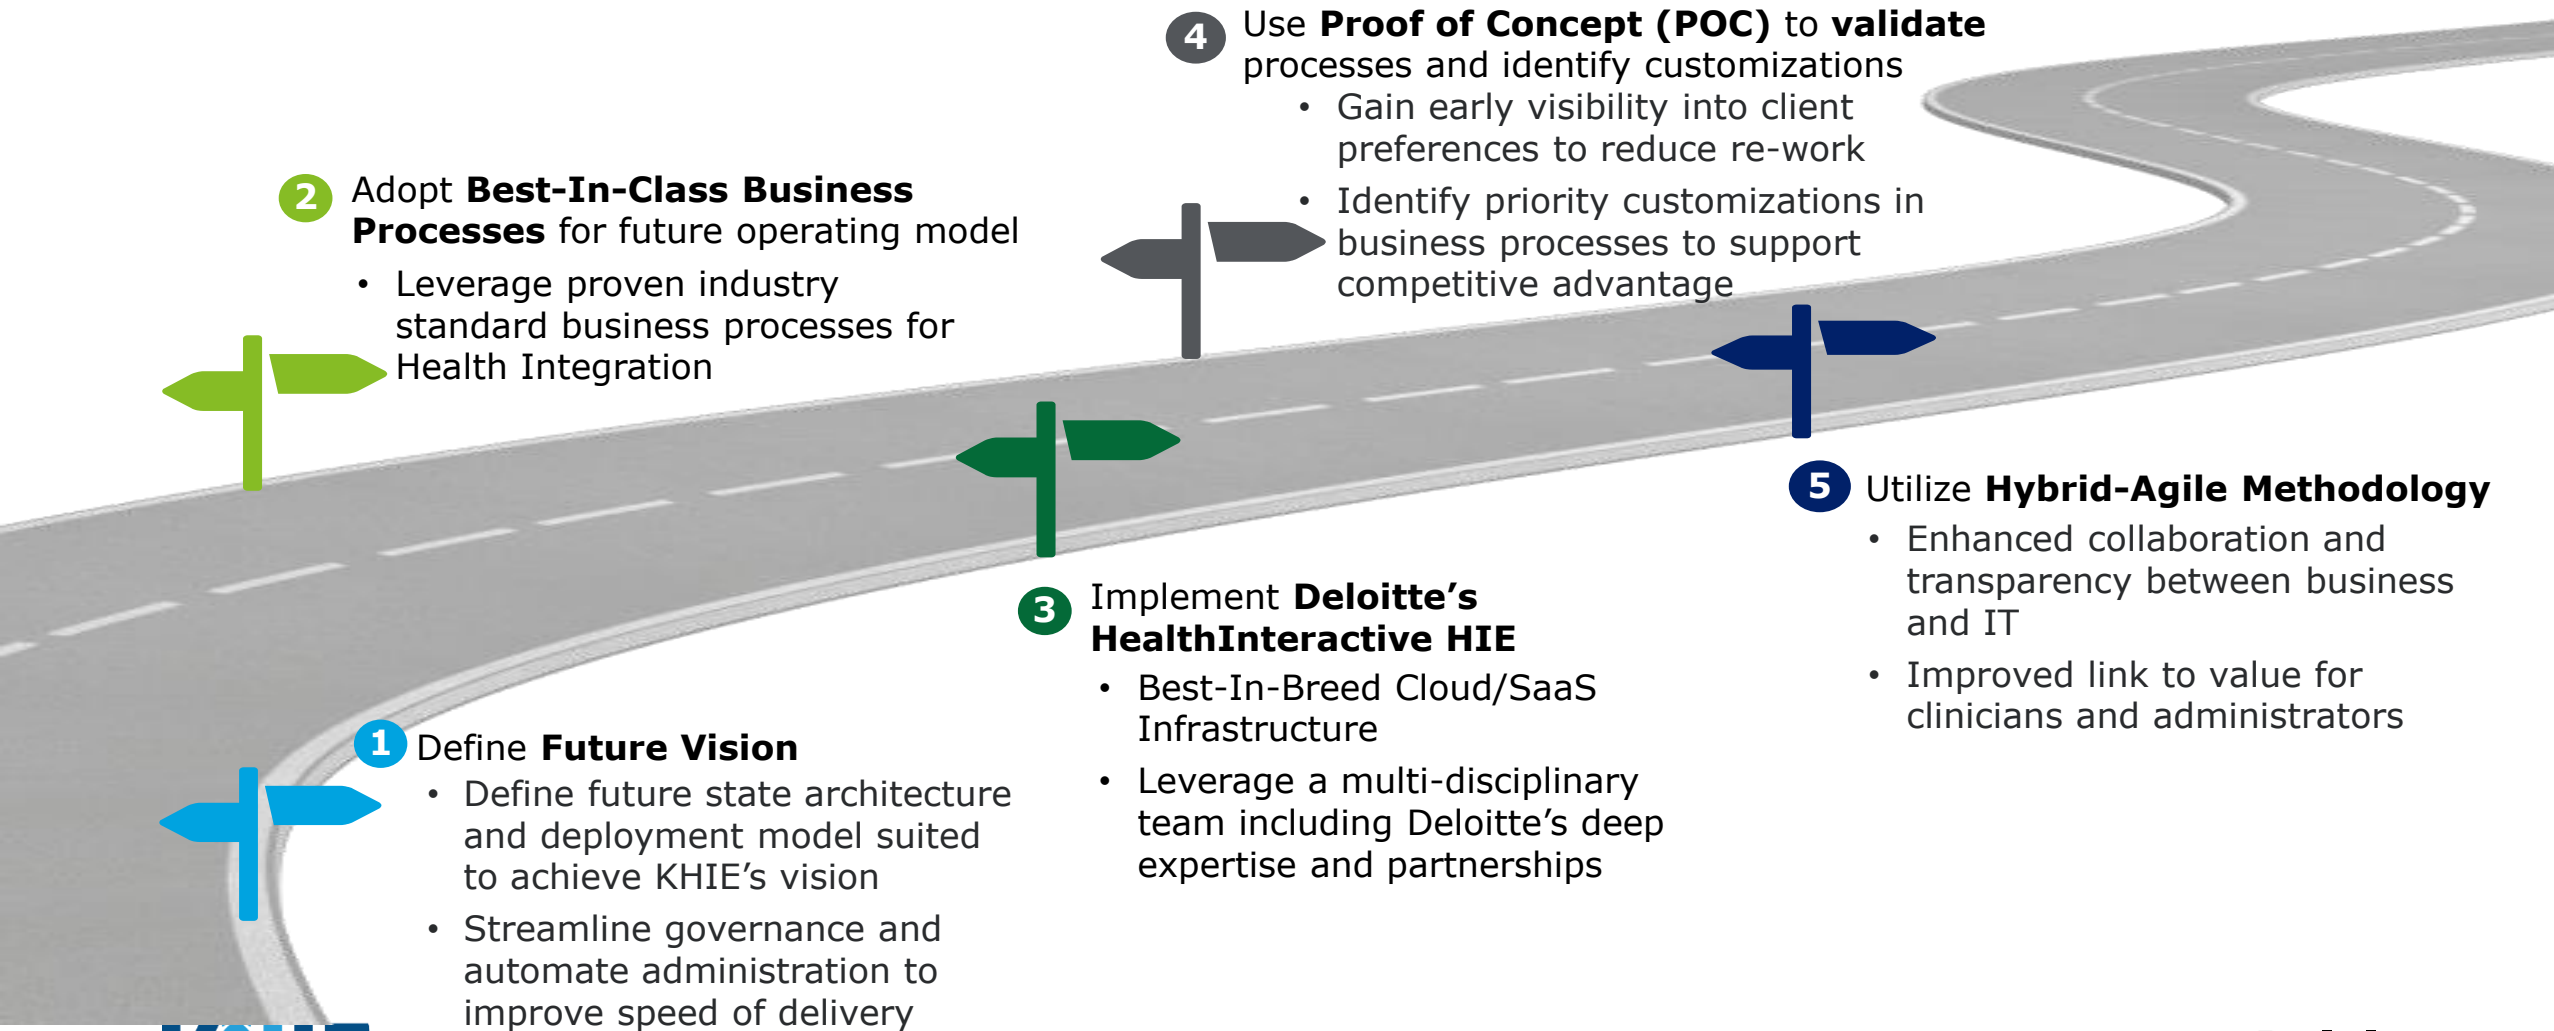 1 Define Future Vision
• Define future state architecture
and deployment model suited
to achieve KHIE’s vision
• Streamline governance and
automate administration to
improve speed of delivery
2 Adopt Best-In-Class Business
Processes for future operating model
• Leverage proven industry
standard business processes for
Health Integration
3 Implement Deloitte’s
HealthInteractive HIE
• Best-In-Breed Cloud/SaaS
Infrastructure
• Leverage a multi-disciplinary
team including Deloitte’s deep
expertise and partnerships
4 Use Proof of Concept (POC) to validate
processes and identify customizations
• Gain early visibility into client
preferences to reduce re-work
• Identify priority customizations in
business processes to support
competitive advantage
5 Utilize Hybrid-Agile Methodology
• Enhanced collaboration and
transparency between business
and IT
• Improved link to value for
clinicians and administrators